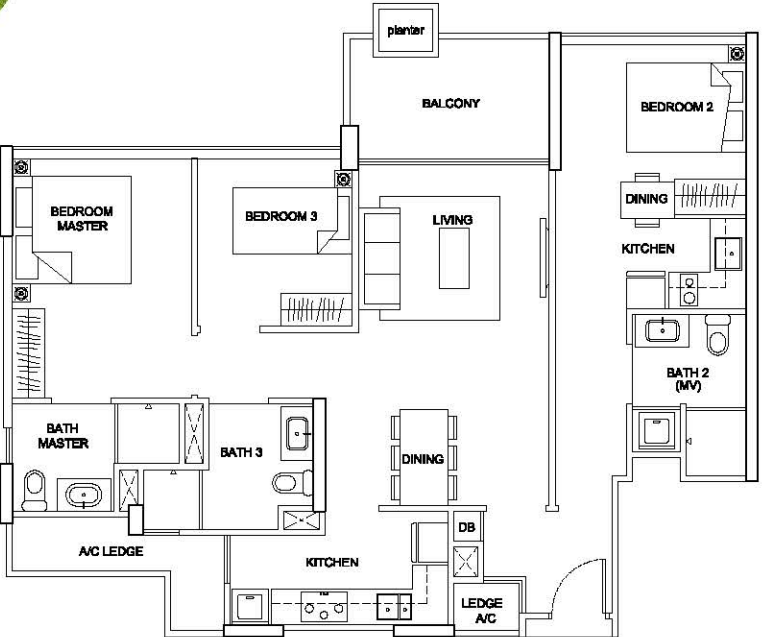 planter
BALCONY
BEDROOM 2
BEDROOM
MASTER
BEDROOM 3
LIVING
DINING
KITCHEN
BATH 2
(MV)
BATH
MASTER
BATH 3
DINING
DB
A/C LEDGE
KITCHEN
LEDGE
A/C